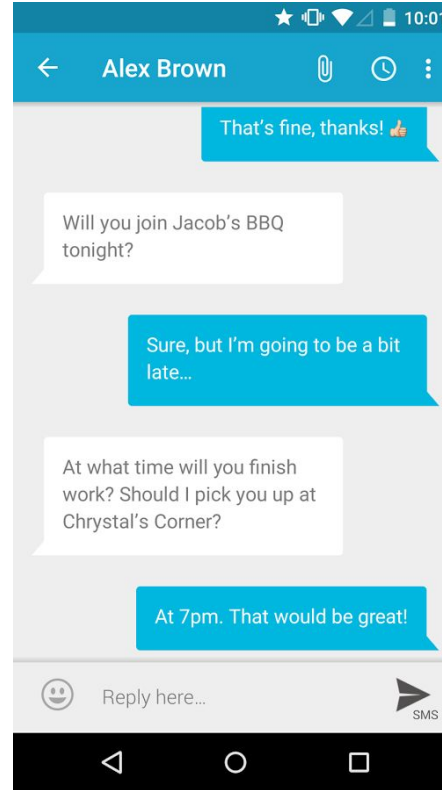 10:01
Alex Brown
That's fine, thanks! 👍🏼
Will you join Jacob's BBQ
tonight?
Sure, but I'm going to be a bit
late…
At what time will you finish
work? Should I pick you up at
Chrystal's Corner?
At 7pm. That would be great!
Reply here…
SMS